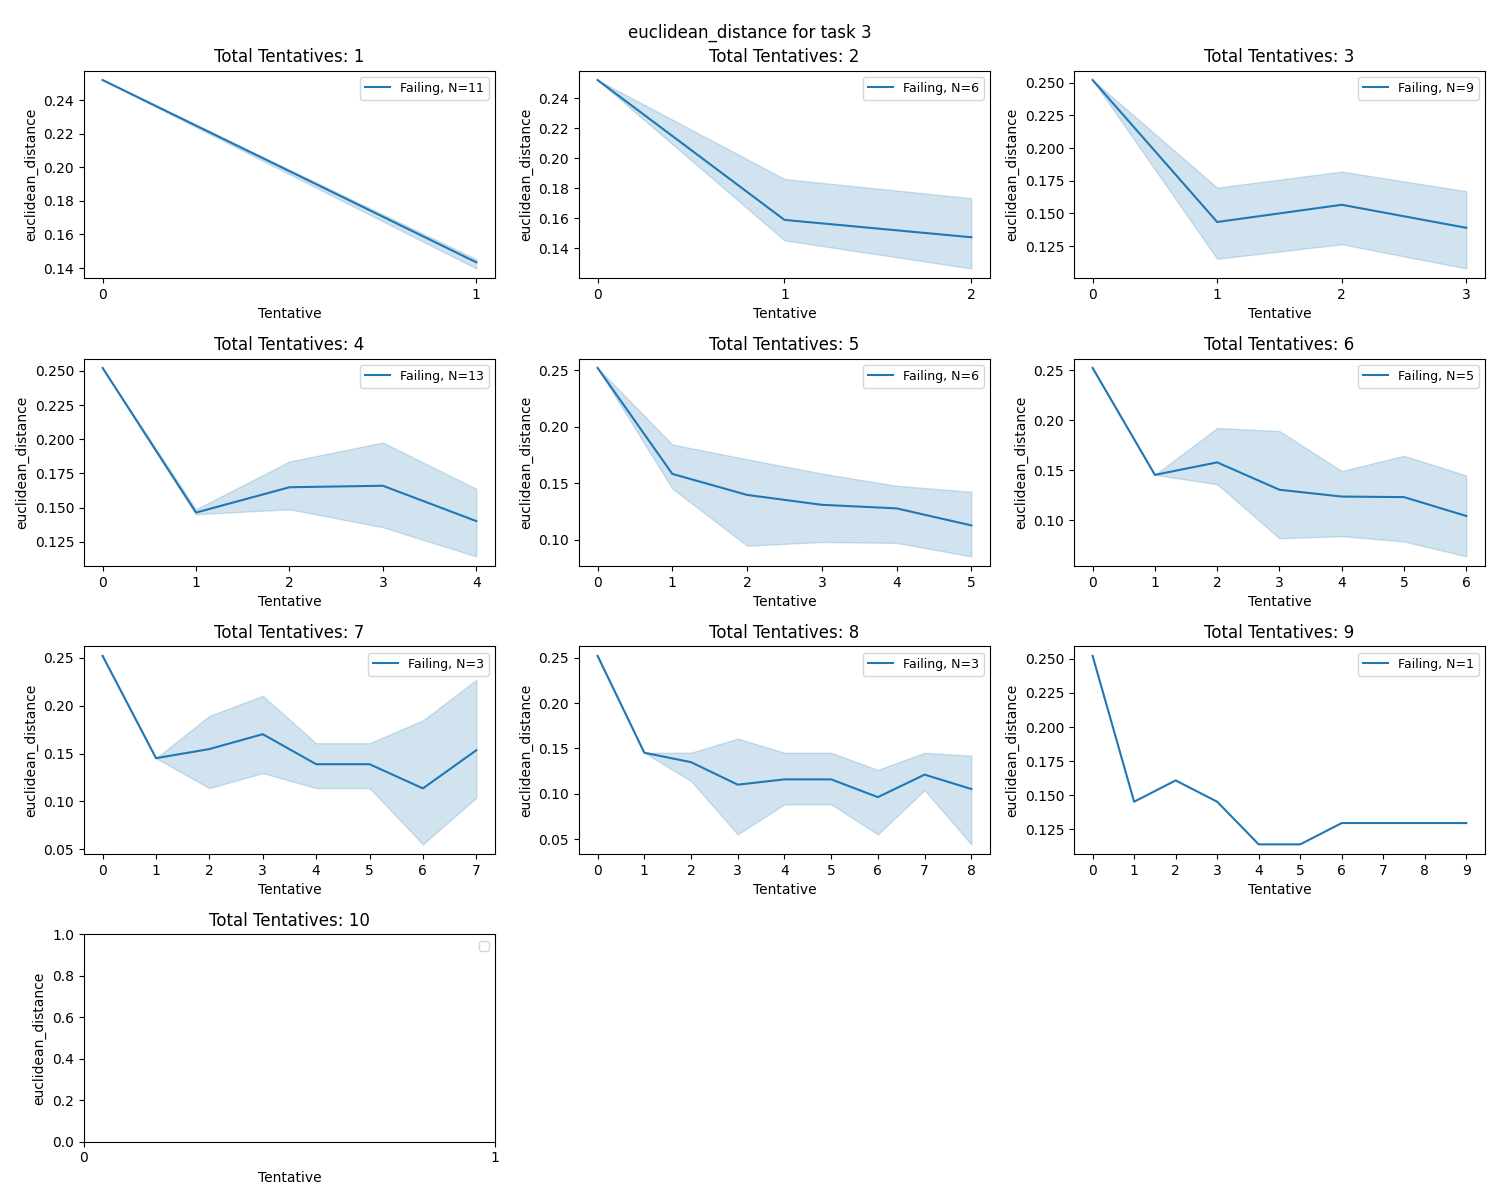 euclidean_distance for task 3
Total Tentatives: 1
Failing, N=11
euclidean_distance
0.24
0.22
0.20
0.18
0.16
0.14
0 1
Tentative
Total Tentatives: 2
Failing, N=6
euclidean_distance
0.24
0.22
0.20
0.18
0.16
0.14
0 1 2
Tentative
Total Tentatives: 3
Failing, N=9
euclidean_distance
0.250
0.225
0.200
0.175
0.150
0.125
0 1 2 3
Tentative
Total Tentatives: 4
Failing, N=13
euclidean_distance
0.250
0.225
0.200
0.175
0.150
0.125
0 1 2 3 4
Tentative
Total Tentatives: 5
Failing, N=6
euclidean_distance
0.25
0.20
0.15
0.10
0 1 2 3 4 5
Tentative
Total Tentatives: 6
Failing, N=5
euclidean_distance
0.25
0.20
0.15
0.10
0 1 2 3 4 5 6
Tentative
Total Tentatives: 7
Failing, N=3
euclidean_distance
0.25
0.20
0.15
0.10
0.05
0 1 2 3 4 5 6 7
Tentative
Total Tentatives: 8
Failing, N=3
euclidean_distance
0.25
0.20
0.15
0.10
0.05
0 1 2 3 4 5 6 7 8
Tentative
Total Tentatives: 9
Failing, N=1
euclidean_distance
0.250
0.225
0.200
0.175
0.150
0.125
0 1 2 3 4 5 6 7 8 9
Tentative
Total Tentatives: 10
euclidean_distance
1.0
0.8
0.6
0.4
0.2
0.0
0 1
Tentative